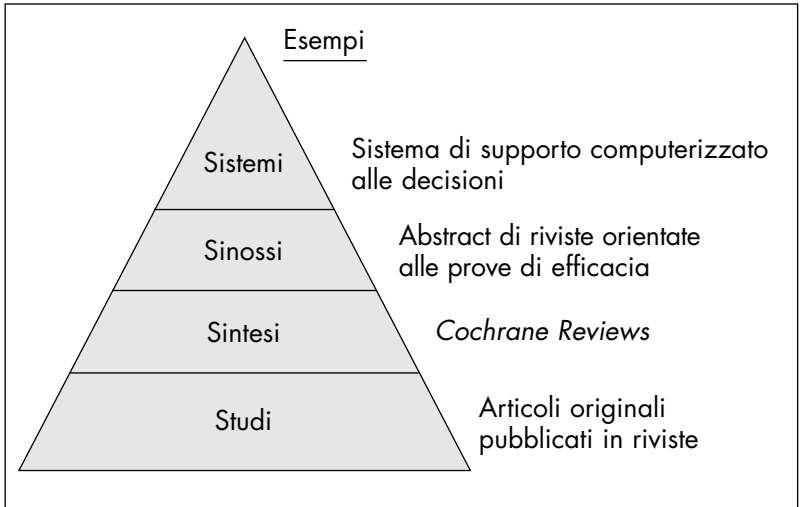 Esempi
Sistemi
Sistema di supporto computerizzato
alle decisioni
Sinossi
Abstract di riviste orientate
alle prove di efficacia
Sintesi
Cochrane Reviews
Studi
Articoli originali
pubblicati in riviste